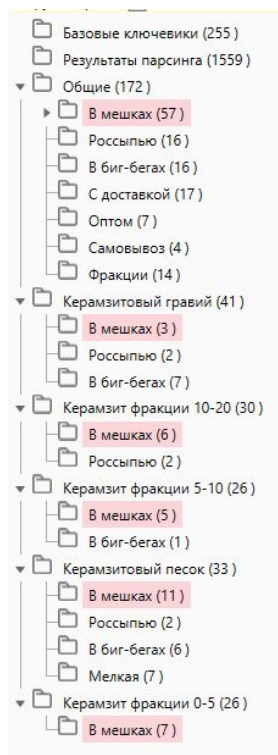 Базовые ключевики (255 )
Результаты парсинга (1559 )
Общие (172 )
В мешках (57 )
Россыпью (16 )
В биг-бегах (16 )
С доставкой (17 )
Оптом (7 )
Самовывоз (4 )
Фракции (14 )
Керамзитовый гравий (41 )
В мешках (3 )
Россыпью (2 )
В биг-бегах (7 )
Керамзит фракции 10-20 (30 )
В мешках (6 )
Россыпью (2 )
Керамзит фракции 5-10 (26 )
В мешках (5 )
В биг-бегах (1 )
Керамзитовый песок (33 )
В мешках (11 )
Россыпью (2 )
В биг-бегах (6 )
Мелкая (7 )
Керамзит фракции 0-5 (26 )
В мешках (7 )